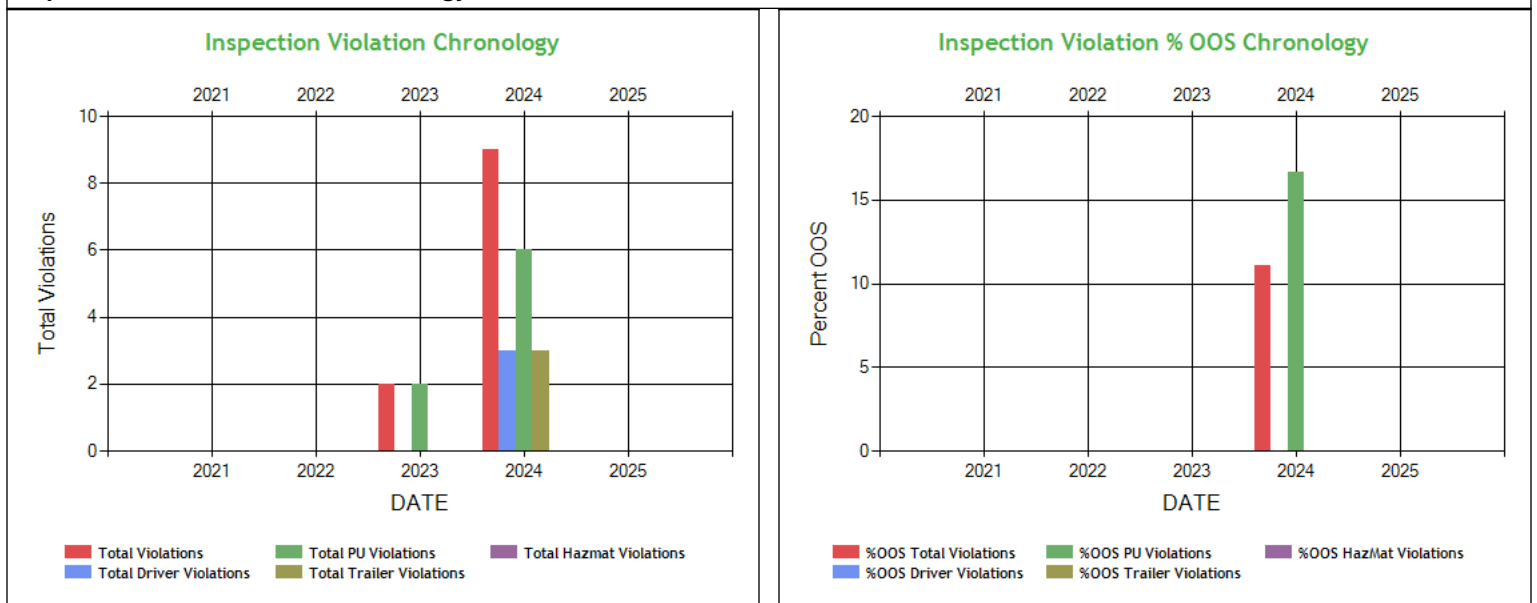 Inspection Violation Chronology
2021 2022 2023 2024 2025
10
8
6
4
2
0
Total Violations
2021 2022 2023 2024 2025
DATE
Total Violations Total PU Violations Total Hazmat Violations
Total Driver Violations Total Trailer Violations
Inspection Violation % OOS Chronology
2021 2022 2023 2024 2025
20
15
10
5
0
Percent OOS
2021 2022 2023 2024 2025
DATE
%OOS Total Violations %OOS PU Violations %OOS HazMat Violations
%OOS Driver Violations %OOS Trailer Violations